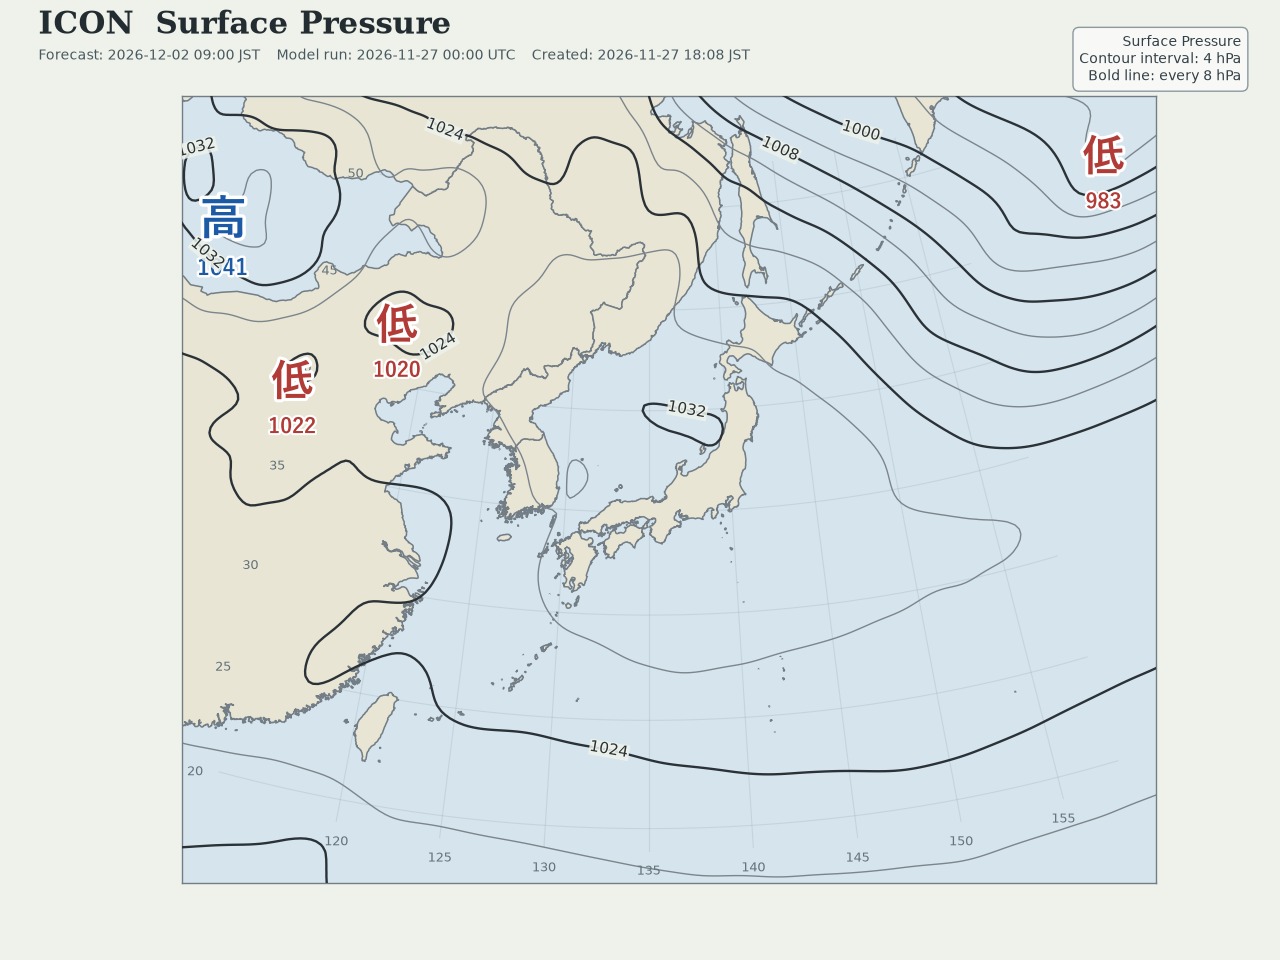 ICON  Surface Pressure
Forecast: 2026-12-02 09:00 JST    Model run: 2026-11-27 00:00 UTC    Created: 2026-11-27 18:08 JST
Surface Pressure
Contour interval: 4 hPa
Bold line: every 8 hPa
1024
1000
1008
1032
低
983
50
高
1041
1032
45
低
1020
1024
低
1022
1032
35
30
25
1024
20
120
125
130
135
140
145
150
155